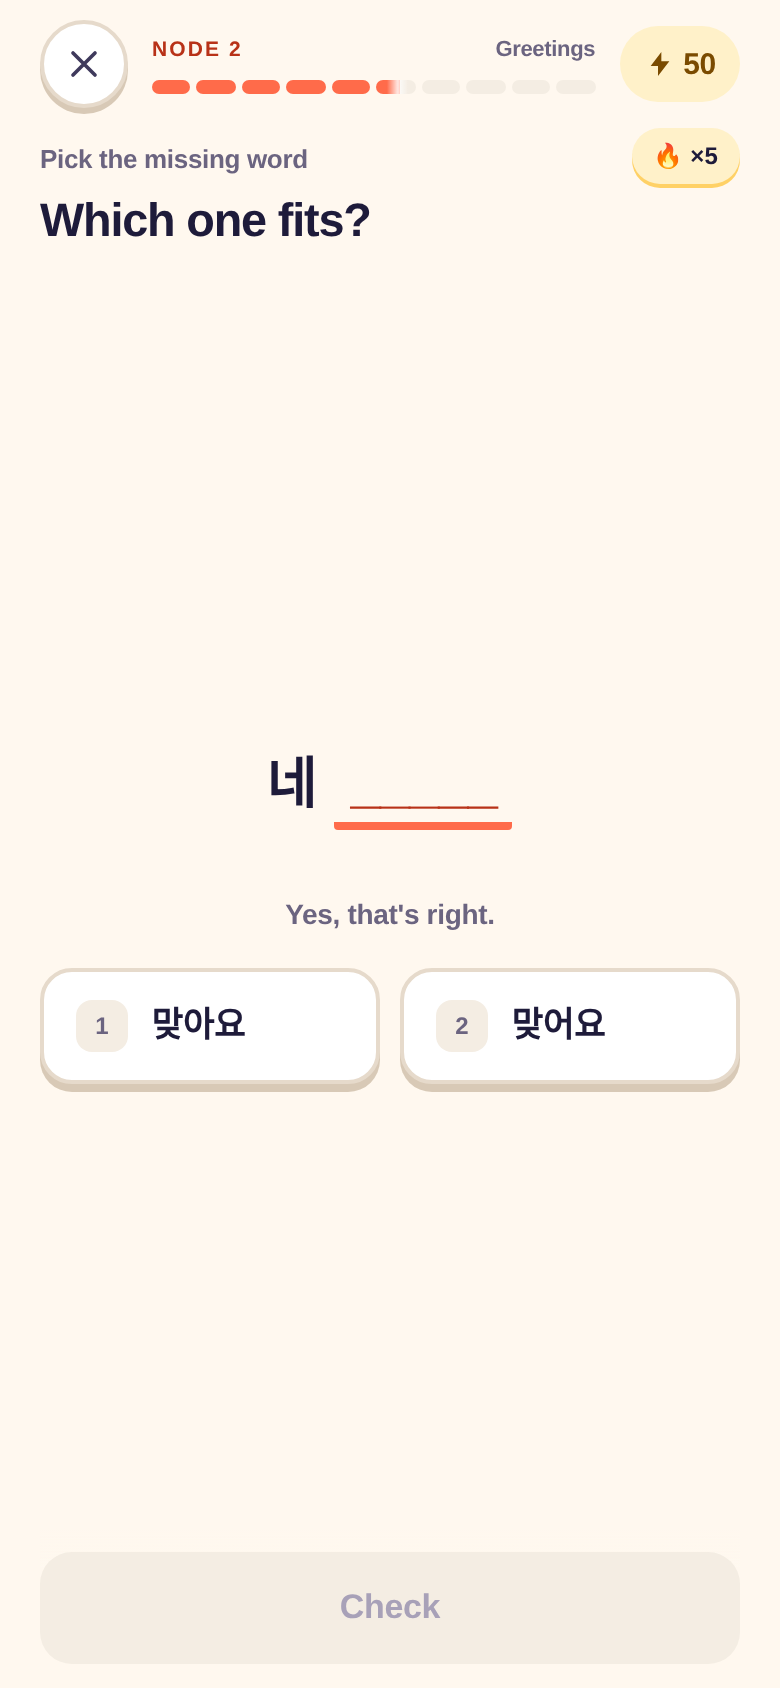 NODE 2
Greetings
50
Pick the missing word
🔥 ×5
Which one fits?
네 _____
Yes, that's right.
1 맞아요
2 맞어요
Check